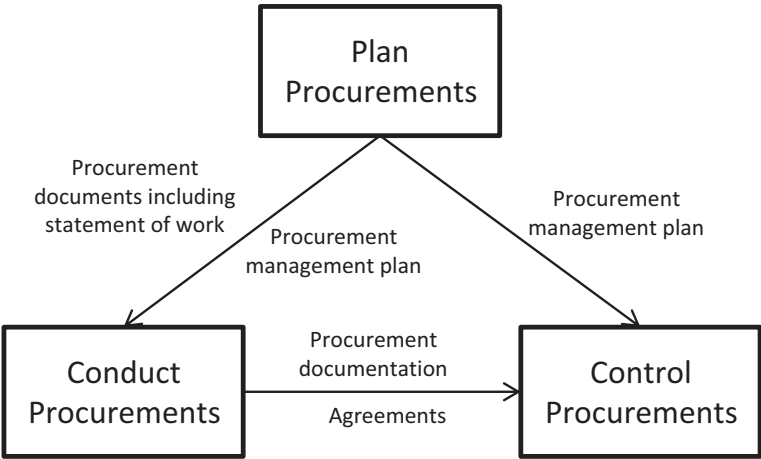 Plan
Procurements
Procurement
documents including
statement of work
Procurement
management plan
Procurement
management plan
Conduct
Procurements
Procurement
documentation
Agreements
Control
Procurements